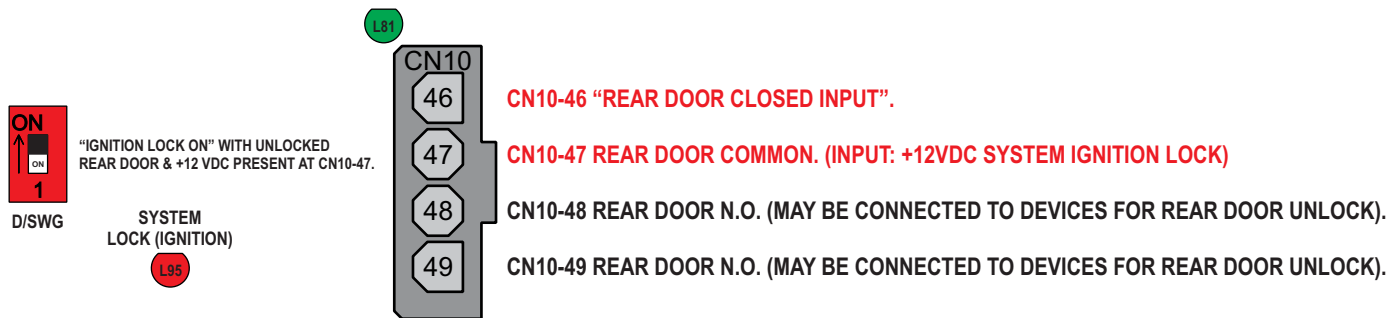 L81
CN10
46
CN10-46 “REAR DOOR CLOSED INPUT”.
ON
ON
1
D/SWG
“IGNITION LOCK ON” WITH UNLOCKED
REAR DOOR & +12 VDC PRESENT AT CN10-47.
47
CN10-47 REAR DOOR COMMON. (INPUT: +12VDC SYSTEM IGNITION LOCK)
SYSTEM
LOCK (IGNITION)
L95
48
CN10-48 REAR DOOR N.O. (MAY BE CONNECTED TO DEVICES FOR REAR DOOR UNLOCK).
49
CN10-49 REAR DOOR N.O. (MAY BE CONNECTED TO DEVICES FOR REAR DOOR UNLOCK).